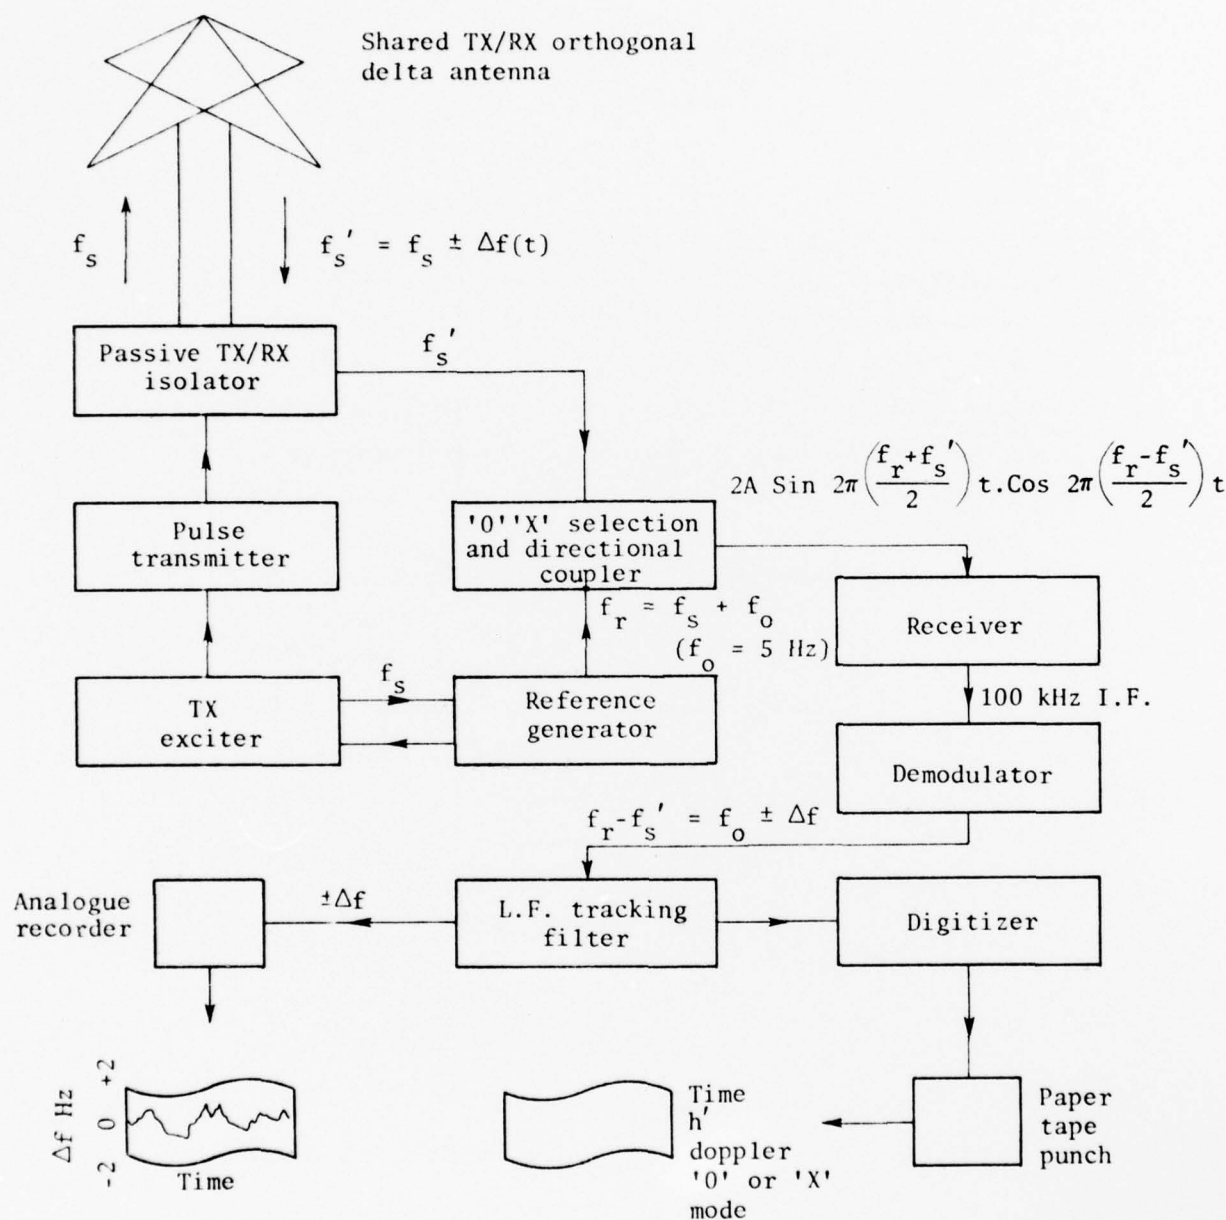 Shared TX/RX orthogonal
delta antenna
f_s
f_s' = f_s ± Δf(t)
Passive TX/RX
isolator
f_s'
2A Sin 2π((f_r+f_s')/2) t.Cos 2π((f_r-f_s')/2) t
Pulse
transmitter
'O''X' selection
and directional
coupler
f_r = f_s + f_o
(f_o = 5 Hz)
Receiver
f_s
TX
exciter
Reference
generator
100 kHz I.F.
Demodulator
f_r-f_s' = f_o ± Δf
Analogue
recorder
±Δf
L.F. tracking
filter
Digitizer
Δf Hz
-2 0 +2
Time
Time
h'
doppler
'O' or 'X'
mode
Paper
tape
punch